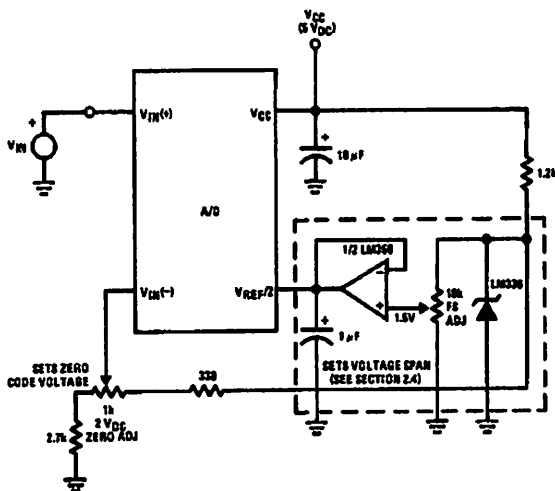 VCC
(5 VDC)
VIN(+)
VCC
+
VIN
+
10 µF
1.2k
A/D
1/2 LM358
VIN(–)
VREF/2
–
+
1.5V
10k
FS
ADJ
LM336
+
1 µF
SETS ZERO
CODE VOLTAGE
330
SETS VOLTAGE SPAN
(SEE SECTION 2.4)
1k
2 VDC
ZERO ADJ
2.7k